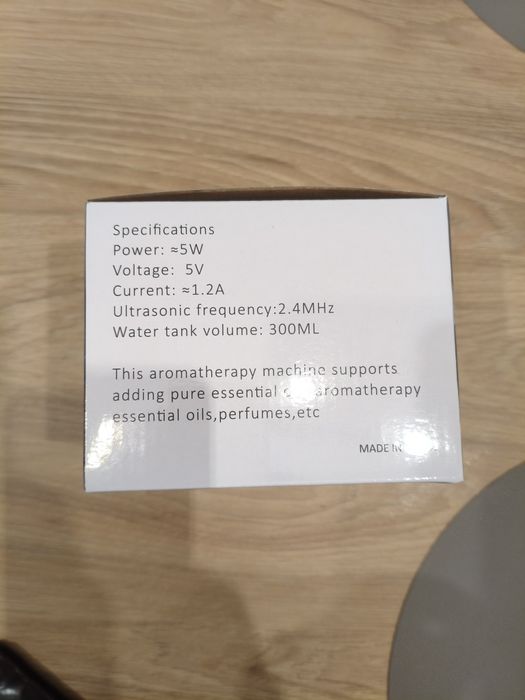 Specifications
Power: ≈5W
Voltage: 5V
Current: ≈1.2A
Ultrasonic frequency:2.4MHz
Water tank volume: 300ML
This aromatherapy machine supports
adding pure essential aromatherapy
essential oils,perfumes,etc
MADE IN